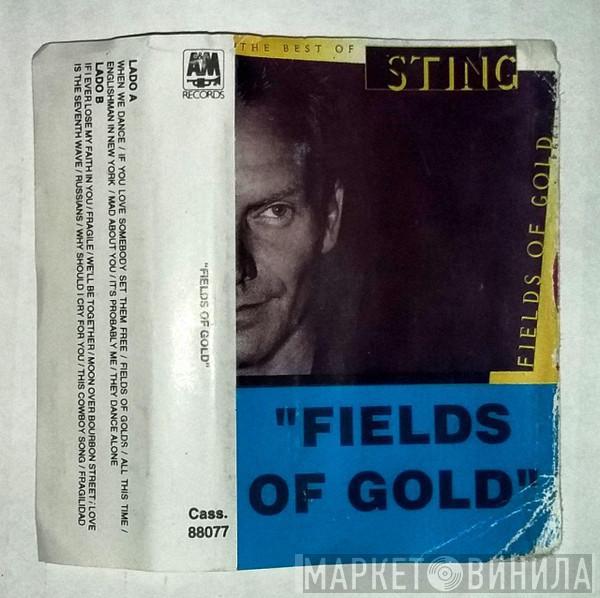 LADO A
WHEN WE DANCE / IF YOU LOVE SOMEBODY SET THEM FREE / FIELDS OF GOLDS / ALL THIS TIME /
ENGLISHMAN IN NEW YORK / MAD ABOUT YOU / IT'S PROBABLY ME / THEY DANCE ALONE
LADO B
IF I EVER LOSE MY FAITH IN YOU / FRAGILE / WE'LL BE TOGETHER / MOON OVER BOURBON STREET / LOVE
IS THE SEVENTH WAVE / RUSSIANS / WHY SHOULD I CRY FOR YOU / THIS COWBOY SONG / FRAGILIDAD
A&M
RECORDS
"FIELDS OF GOLD"
Cass.
88077
THE BEST OF
STING
FIELDS OF GOLD
"FIELDS
OF GOLD"
МАРКЕТ ВИНИЛА